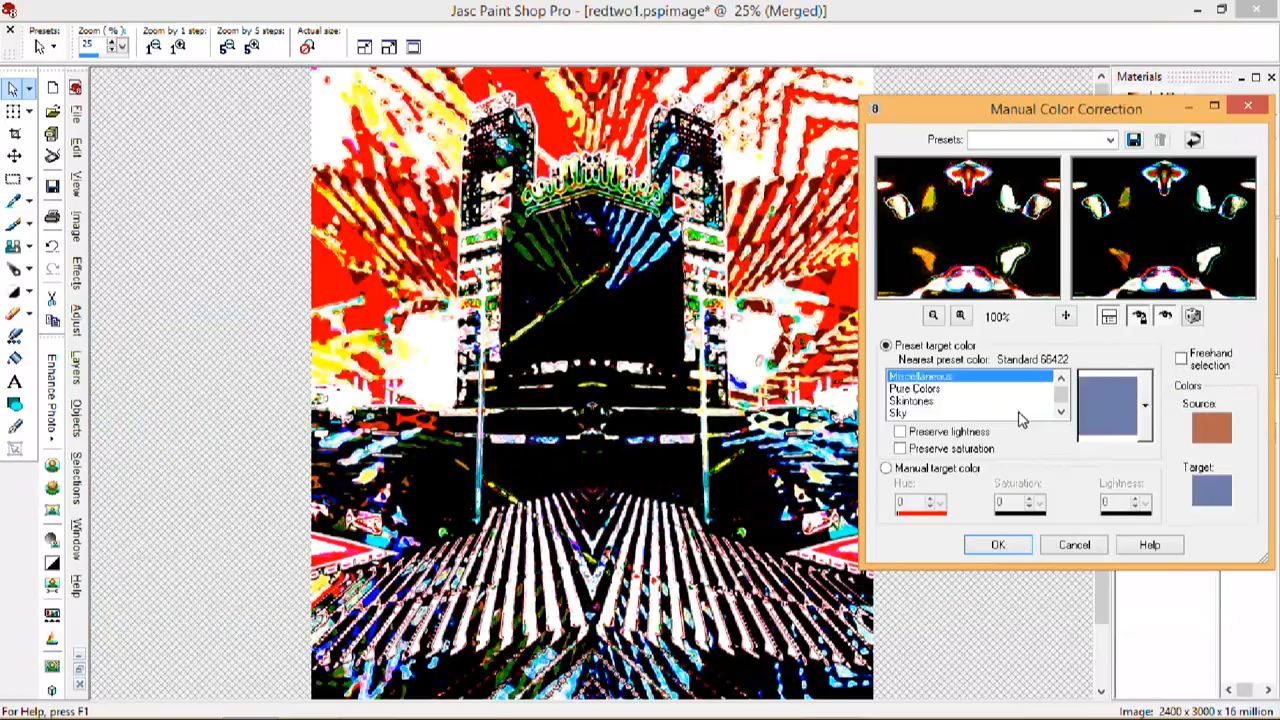 Jasc Paint Shop Pro - [redtwo1.pspimage* @ 25% (Merged)]
Presets:
Zoom (%):
25
Zoom by 1 step:
Zoom by 5 steps:
Actual size:
Materials
File
Edit
View
Image
Effects
Adjust
Layers
Objects
Selections
Window
Help
Enhance Photo
Manual Color Correction
Presets:
100%
Preset target color
Nearest preset color: Standard 66422
Miscellaneous
Pure Colors
Skintones
Sky
Preserve lightness
Preserve saturation
Manual target color
Hue:
0
Saturation:
0
Lightness:
0
Freehand selection
Colors
Source:
Target:
OK
Cancel
Help
For Help, press F1
Image: 2400 x 3000 x 16 million